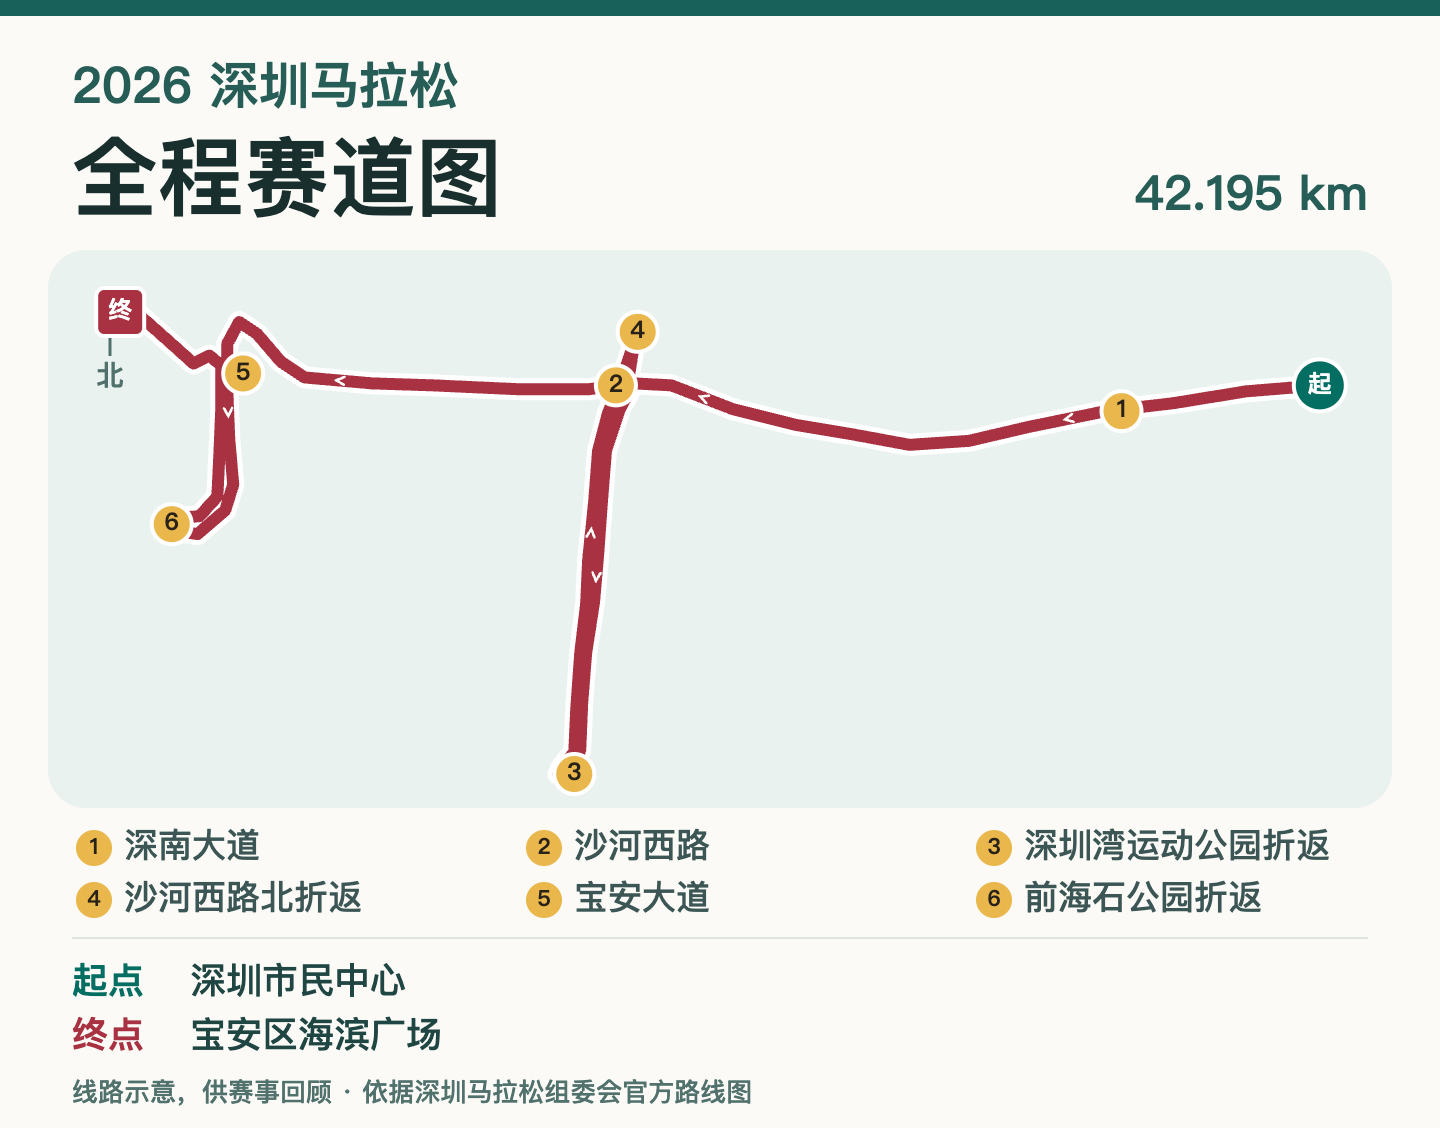 2026 深圳马拉松
全程赛道图
42.195 km
终
北
4
2
5
1
起
6
3
1 深南大道
2 沙河西路
3 深圳湾运动公园折返
4 沙河西路北折返
5 宝安大道
6 前海石公园折返
起点 深圳市民中心
终点 宝安区海滨广场
线路示意，供赛事回顾 · 依据深圳马拉松组委会官方路线图